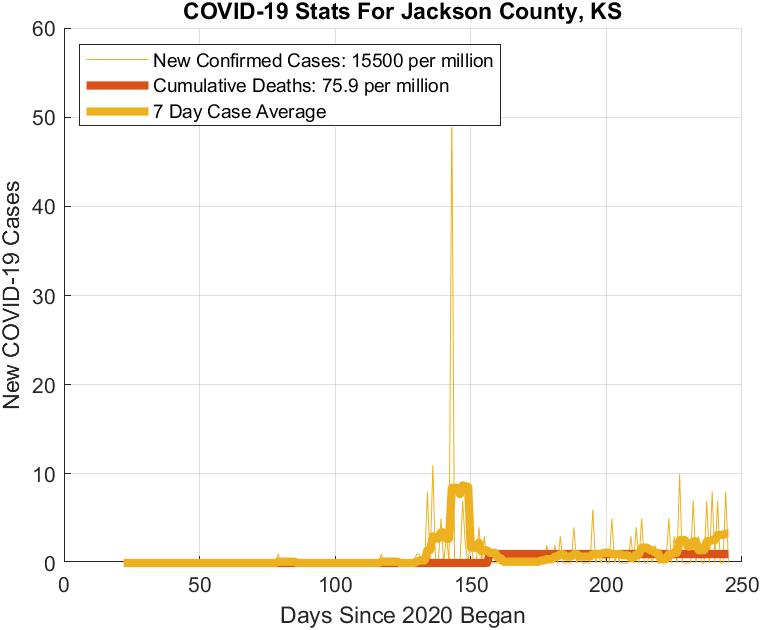 COVID-19 Stats For Jackson County, KS
New Confirmed Cases: 15500 per million
Cumulative Deaths: 75.9 per million
7 Day Case Average
New COVID-19 Cases
60
50
40
30
20
10
0
0 50 100 150 200 250
Days Since 2020 Began